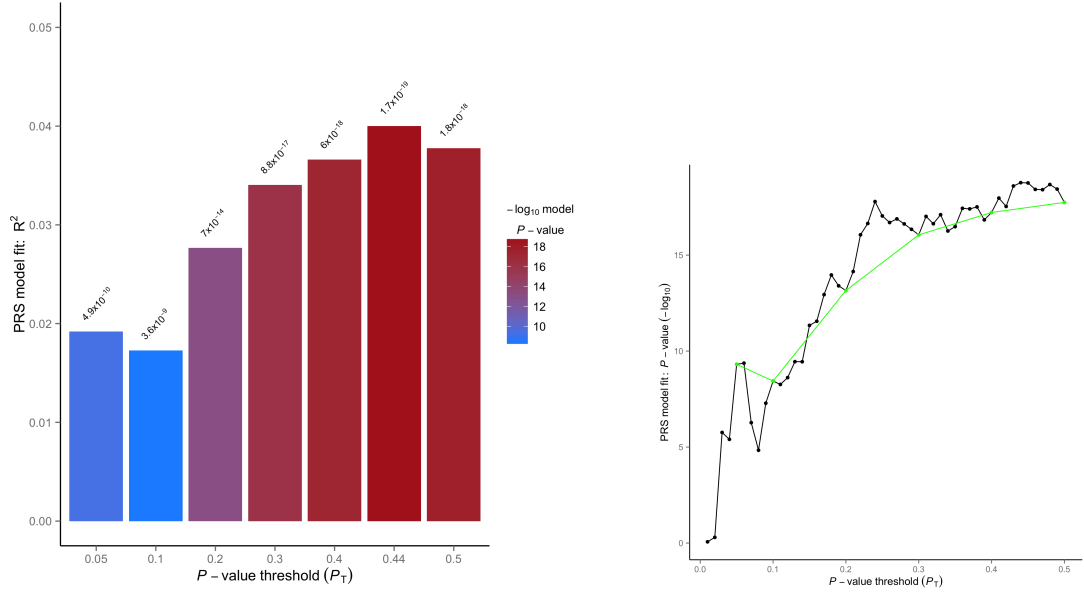 0.05
0.04
0.03
0.02
0.01
0.00
PRS model fit: R²
4.9x10⁻¹⁰
3.6x10⁻⁹
7x10⁻¹⁴
8.8x10⁻¹⁷
6x10⁻¹⁸
1.7x10⁻¹⁹
1.8x10⁻¹⁸
0.05 0.1 0.2 0.3 0.4 0.44 0.5
P − value threshold (P_T)
−log₁₀ model
P − value
18
16
14
12
10
15
10
5
0
PRS model fit: P − value (−log₁₀)
0.0 0.1 0.2 0.3 0.4 0.5
P − value threshold (P_T)